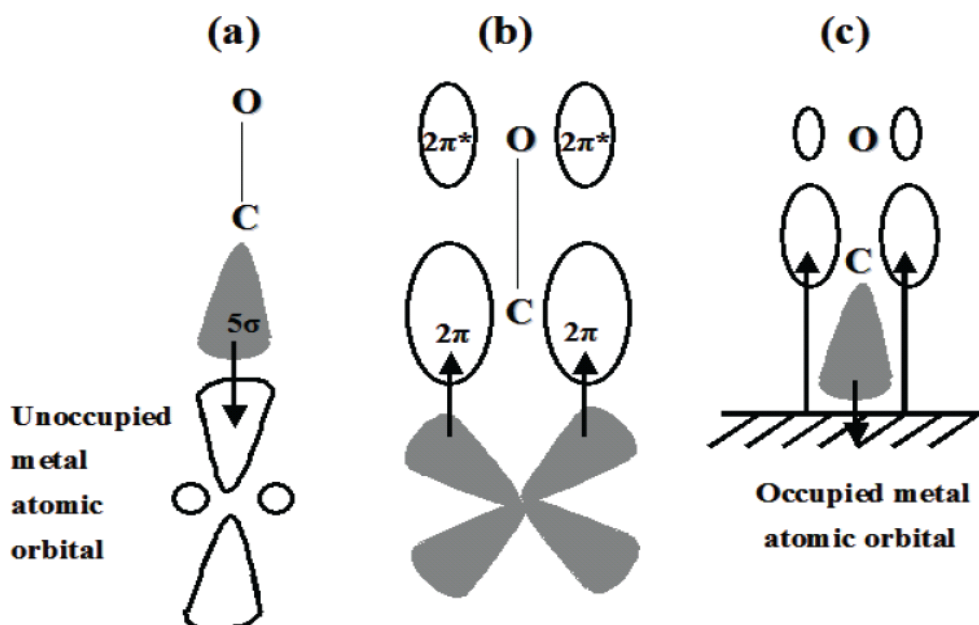 (a)
O
C
5σ
Unoccupied
metal
atomic
orbital
(b)
2π* O 2π*
C
2π 2π
(c)
O
C
Occupied metal
atomic orbital